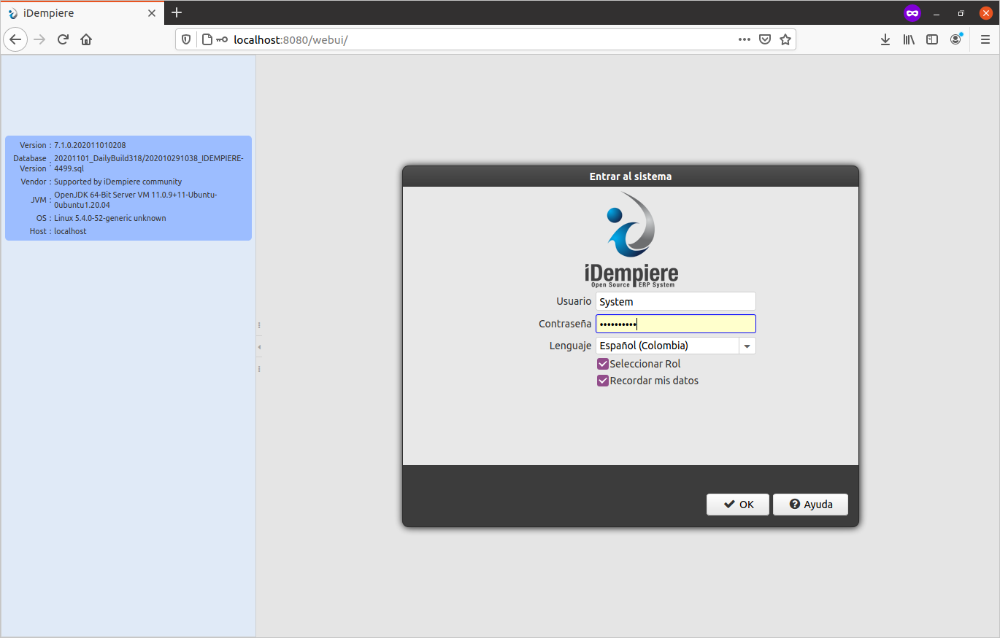 iDempiere
localhost:8080/webui/
Version : 7.1.0.202011010208
Database Version : 20201101_DailyBuild318/202010291038_IDEMPIERE-
4499.sql
Vendor : Supported by iDempiere community
JVM : OpenJDK 64-Bit Server VM 11.0.9+11-Ubuntu-
0ubuntu1.20.04
OS : Linux 5.4.0-52-generic unknown
Host : localhost
Entrar al sistema
iDempiere
Open Source ERP System
Usuario System
Contraseña ••••••••••
Lenguaje Español (Colombia)
Seleccionar Rol
Recordar mis datos
OK Ayuda